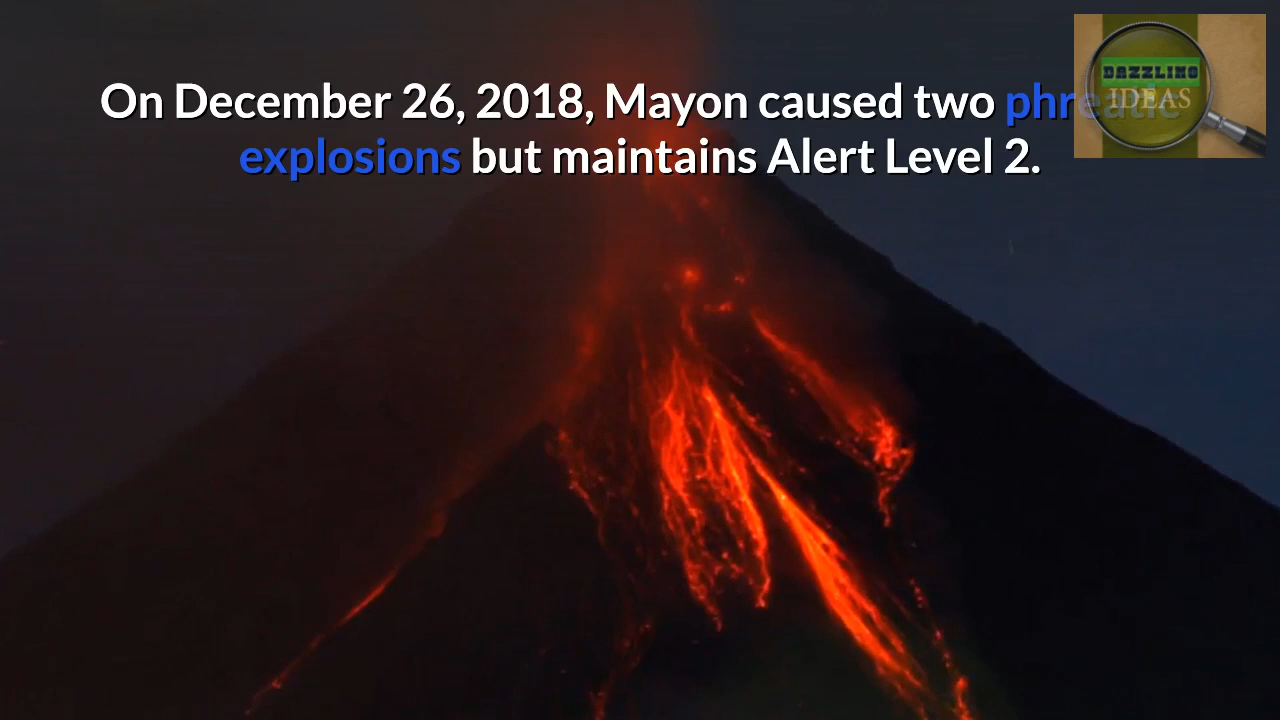 On December 26, 2018, Mayon caused two phreatic
explosions but maintains Alert Level 2.
DAZZLING
IDEAS